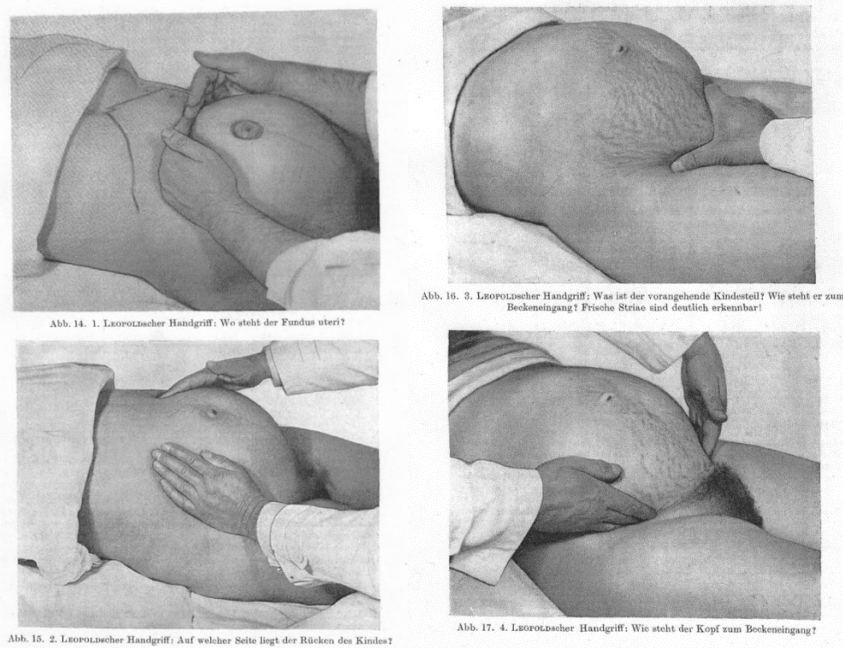 Abb. 14. 1. LEOPOLDscher Handgriff: Wo steht der Fundus uteri?
Abb. 15. 2. LEOPOLDscher Handgriff: Auf welcher Seite liegt der Rücken des Kindes?
Abb. 16. 3. LEOPOLDscher Handgriff: Was ist der vorangehende Kindesteil? Wie steht er zum
Beckeneingang? Frische Striae sind deutlich erkennbar!
Abb. 17. 4. LEOPOLDscher Handgriff: Wie steht der Kopf zum Beckeneingang?